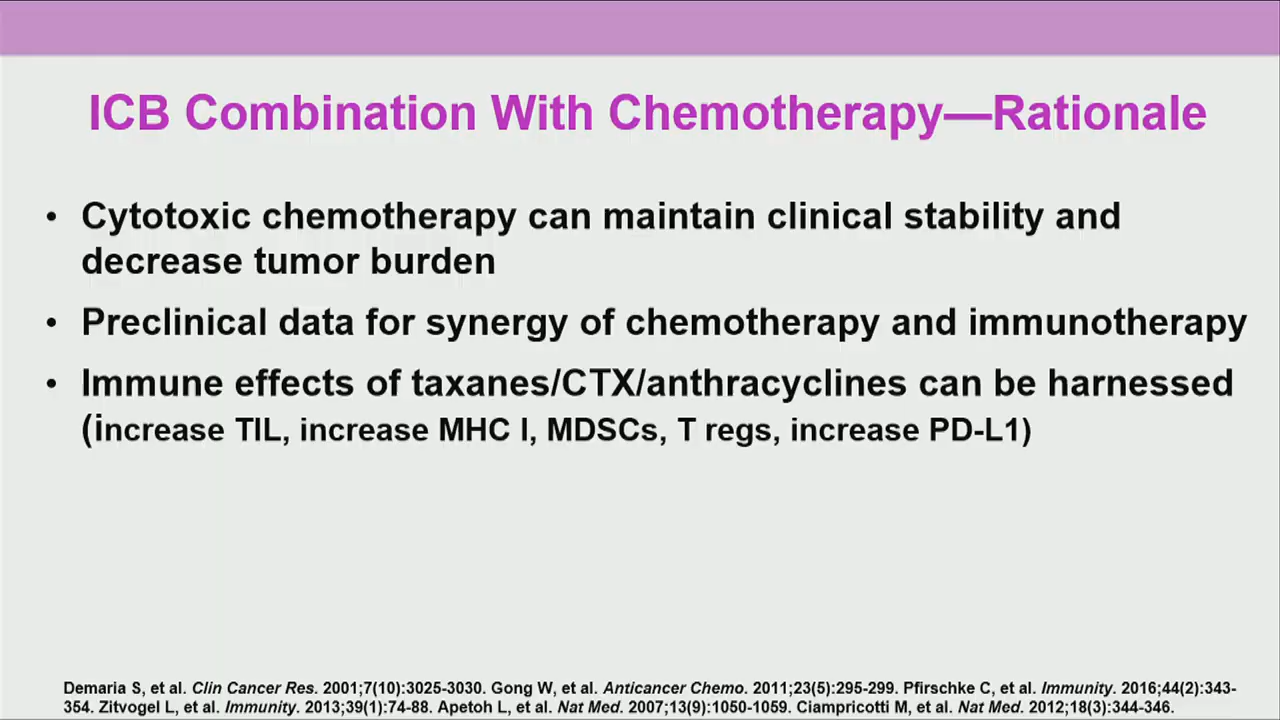 ICB Combination With Chemotherapy—Rationale
• Cytotoxic chemotherapy can maintain clinical stability and
decrease tumor burden
• Preclinical data for synergy of chemotherapy and immunotherapy
• Immune effects of taxanes/CTX/anthracyclines can be harnessed
(increase TIL, increase MHC I, MDSCs, T regs, increase PD-L1)
Demaria S, et al. Clin Cancer Res. 2001;7(10):3025-3030. Gong W, et al. Anticancer Chemo. 2011;23(5):295-299. Pfirschke C, et al. Immunity. 2016;44(2):343-
354. Zitvogel L, et al. Immunity. 2013;39(1):74-88. Apetoh L, et al. Nat Med. 2007;13(9):1050-1059. Ciampricotti M, et al. Nat Med. 2012;18(3):344-346.